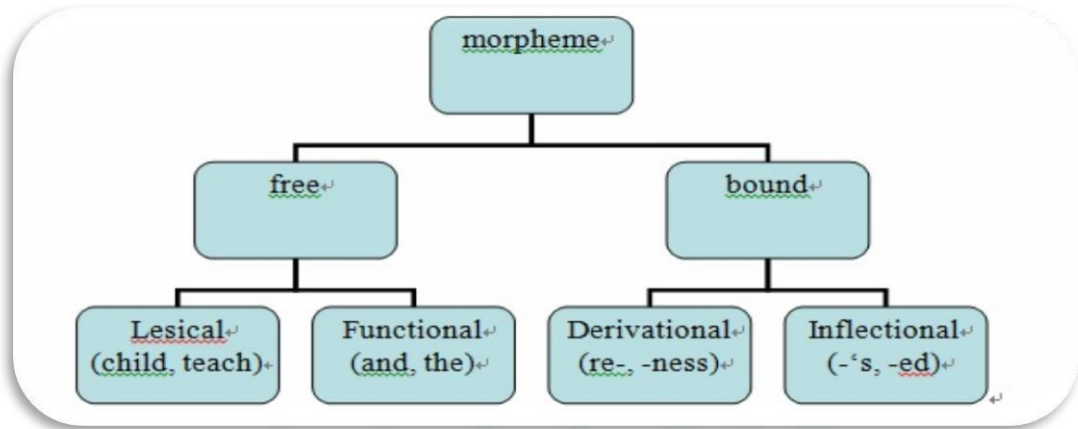 morpheme
free
bound
Lesical
(child, teach)
Functional
(and, the)
Derivational
(re-, -ness)
Inflectional
(-‘s, -ed)